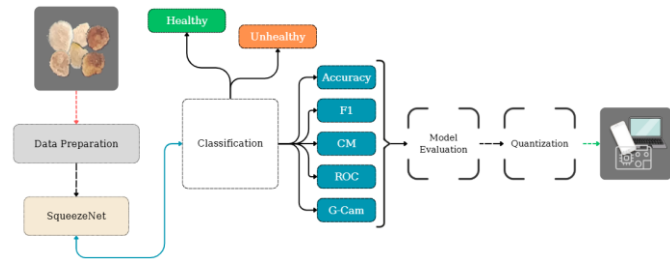 Healthy
Unhealthy
Data Preparation
SqueezeNet
Classification
Accuracy
F1
CM
ROC
G-Cam
Model
Evaluation
Quantization